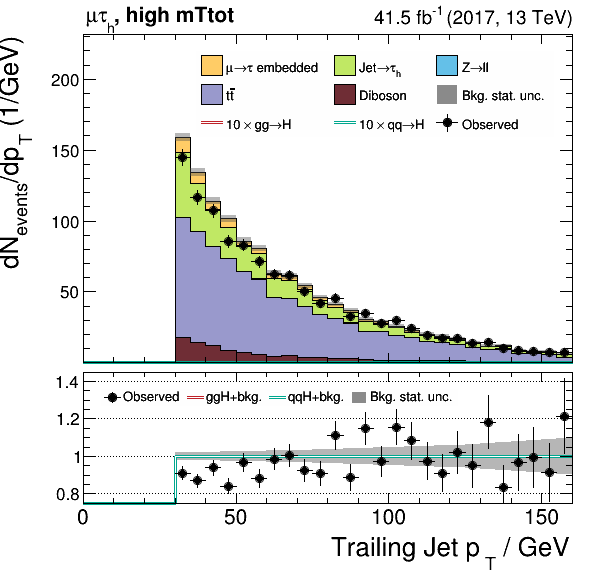 μτh, high mTtot
41.5 fb-1 (2017, 13 TeV)
dNevents/dpT (1/GeV)
200
150
100
50
μ→τ embedded
Jet→τh
Z→ll
tt̄
Diboson
Bkg. stat. unc.
10 × gg→H
10 × qq→H
Observed
1.4
1.2
1
0.8
Observed
ggH+bkg.
qqH+bkg.
Bkg. stat. unc.
0
50
100
150
Trailing Jet pT / GeV